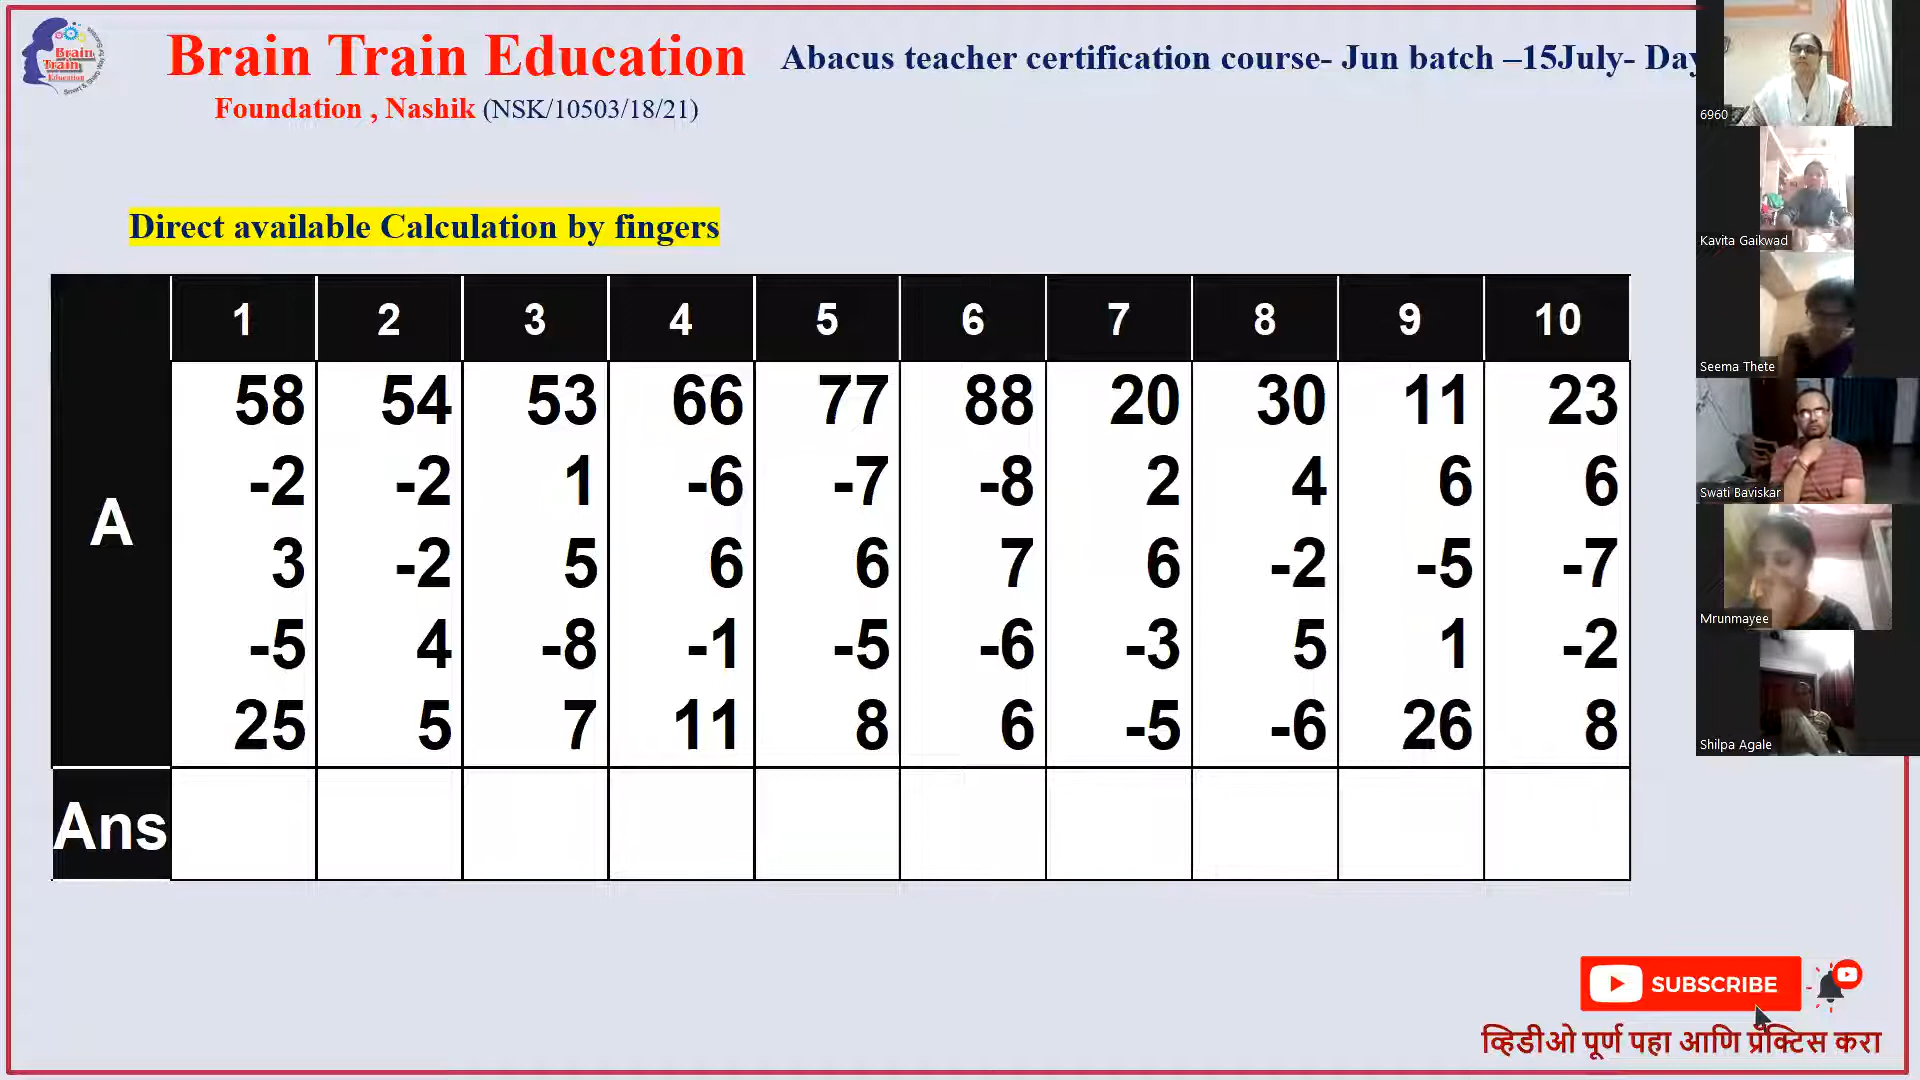 Brain Train Education
Abacus teacher certification course- Jun batch –15July- Day
Foundation , Nashik (NSK/10503/18/21)
Brain
Train
Education
Direct available Calculation by fingers
1 2 3 4 5 6 7 8 9 10
58 54 53 66 77 88 20 30 11 23
-2 -2 1 -6 -7 -8 2 4 6 6
A
3 -2 5 6 6 7 6 -2 -5 -7
-5 4 -8 -1 -5 -6 -3 5 1 -2
25 5 7 11 8 6 -5 -6 26 8
Ans
6960
Kavita Gaikwad
Seema Thete
Swati Baviskar
Mrunmayee
Shilpa Agale
SUBSCRIBE
व्हिडीओ पूर्ण पहा आणि प्रॅक्टिस करा